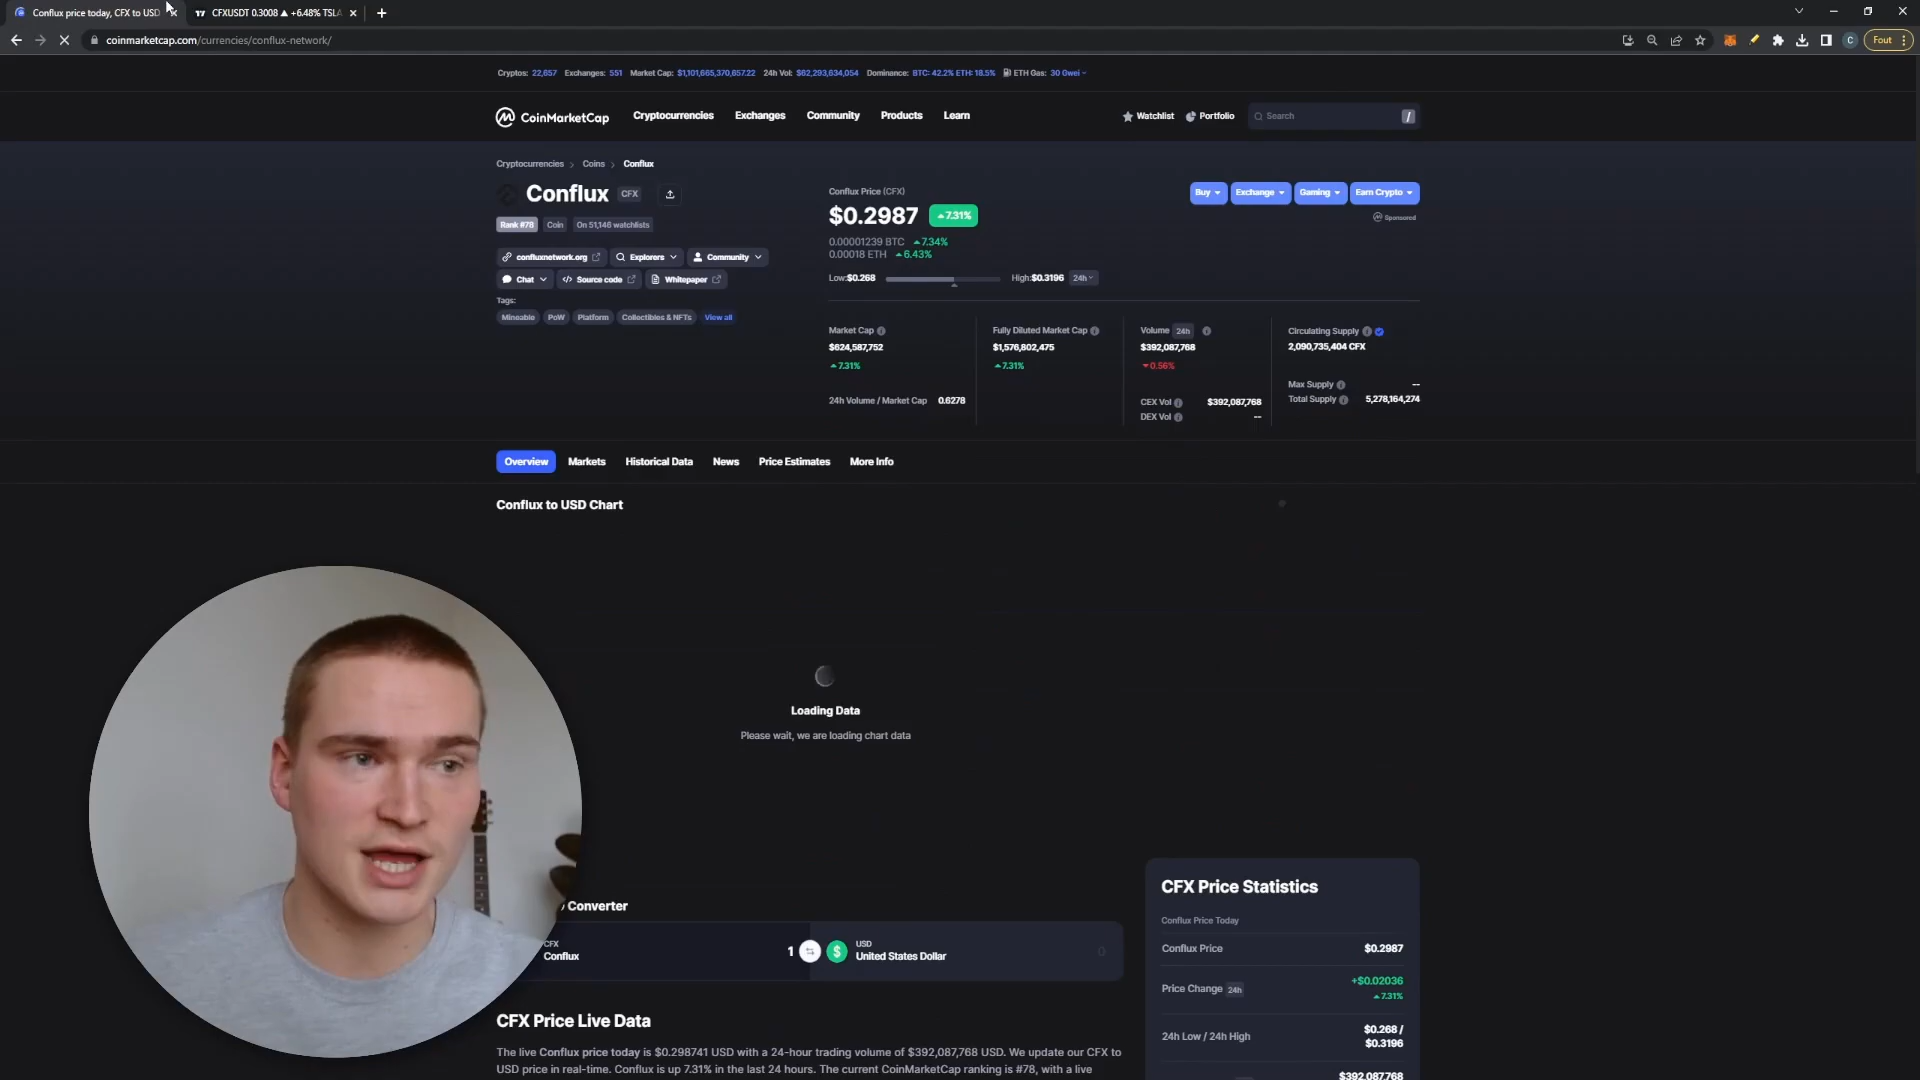 Conflux price today, CFX to USD
CFXUSDT 0.3008 ▲ +6.48% TSLA
coinmarketcap.com/currencies/conflux-network/
C
Fout
Cryptos: 22,657 Exchanges: 551 Market Cap: $1,101,665,370,657.22 24h Vol: $62,293,634,054 Dominance: BTC: 42.2% ETH: 18.5% ETH Gas: 30 Gwei
CoinMarketCap Cryptocurrencies Exchanges Community Products Learn Watchlist Portfolio Search /
Cryptocurrencies > Coins > Conflux
Conflux CFX
Rank #78 Coin On 51,146 watchlists
confluxnetwork.org Explorers Community
Chat Source code Whitepaper
Tags:
Mineable PoW Platform Collectibles & NFTs View all
Conflux Price (CFX)
$0.2987 7.31%
0.00001239 BTC 7.34%
0.00018 ETH 6.43%
Low:$0.268 High:$0.3196 24h
Buy Exchange Gaming Earn Crypto
Sponsored
Market Cap
$624,587,752
7.31%
24h Volume / Market Cap 0.6278
Fully Diluted Market Cap
$1,576,802,475
7.31%
Volume 24h
$392,087,768
0.56%
CEX Vol $392,087,768
DEX Vol --
Circulating Supply
2,090,735,404 CFX
Max Supply --
Total Supply 5,278,164,274
Overview Markets Historical Data News Price Estimates More Info
Conflux to USD Chart
Loading Data
Please wait, we are loading chart data
Converter
CFX
Conflux
1
$
USD
United States Dollar
0
CFX Price Statistics
Conflux Price Today
Conflux Price $0.2987
Price Change 24h +$0.02036
7.31%
24h Low / 24h High $0.268 /
$0.3196
$392,087,768
CFX Price Live Data
The live Conflux price today is $0.298741 USD with a 24-hour trading volume of $392,087,768 USD. We update our CFX to
USD price in real-time. Conflux is up 7.31% in the last 24 hours. The current CoinMarketCap ranking is #78, with a live